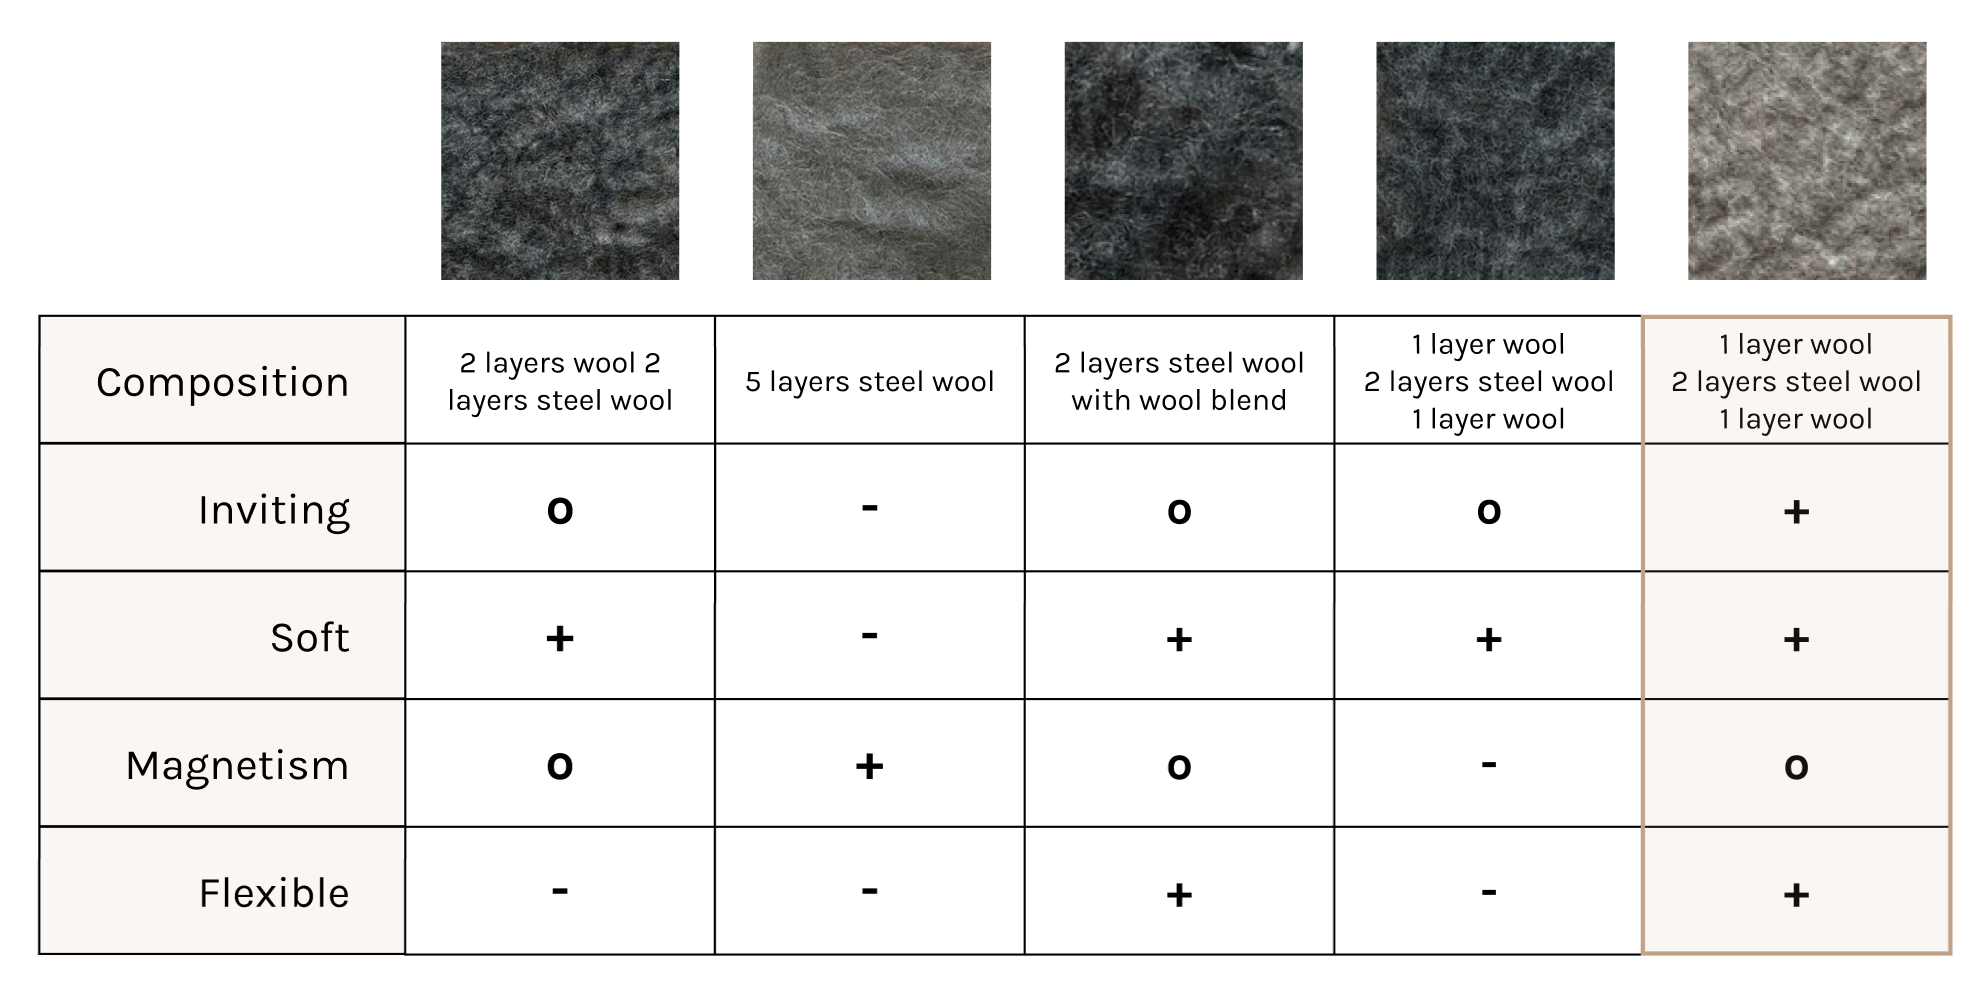 Composition
2 layers wool 2
layers steel wool
5 layers steel wool
2 layers steel wool
with wool blend
1 layer wool
2 layers steel wool
1 layer wool
1 layer wool
2 layers steel wool
1 layer wool
Inviting
o
-
o
o
+
Soft
+
-
+
+
+
Magnetism
o
+
o
-
o
Flexible
-
-
+
-
+